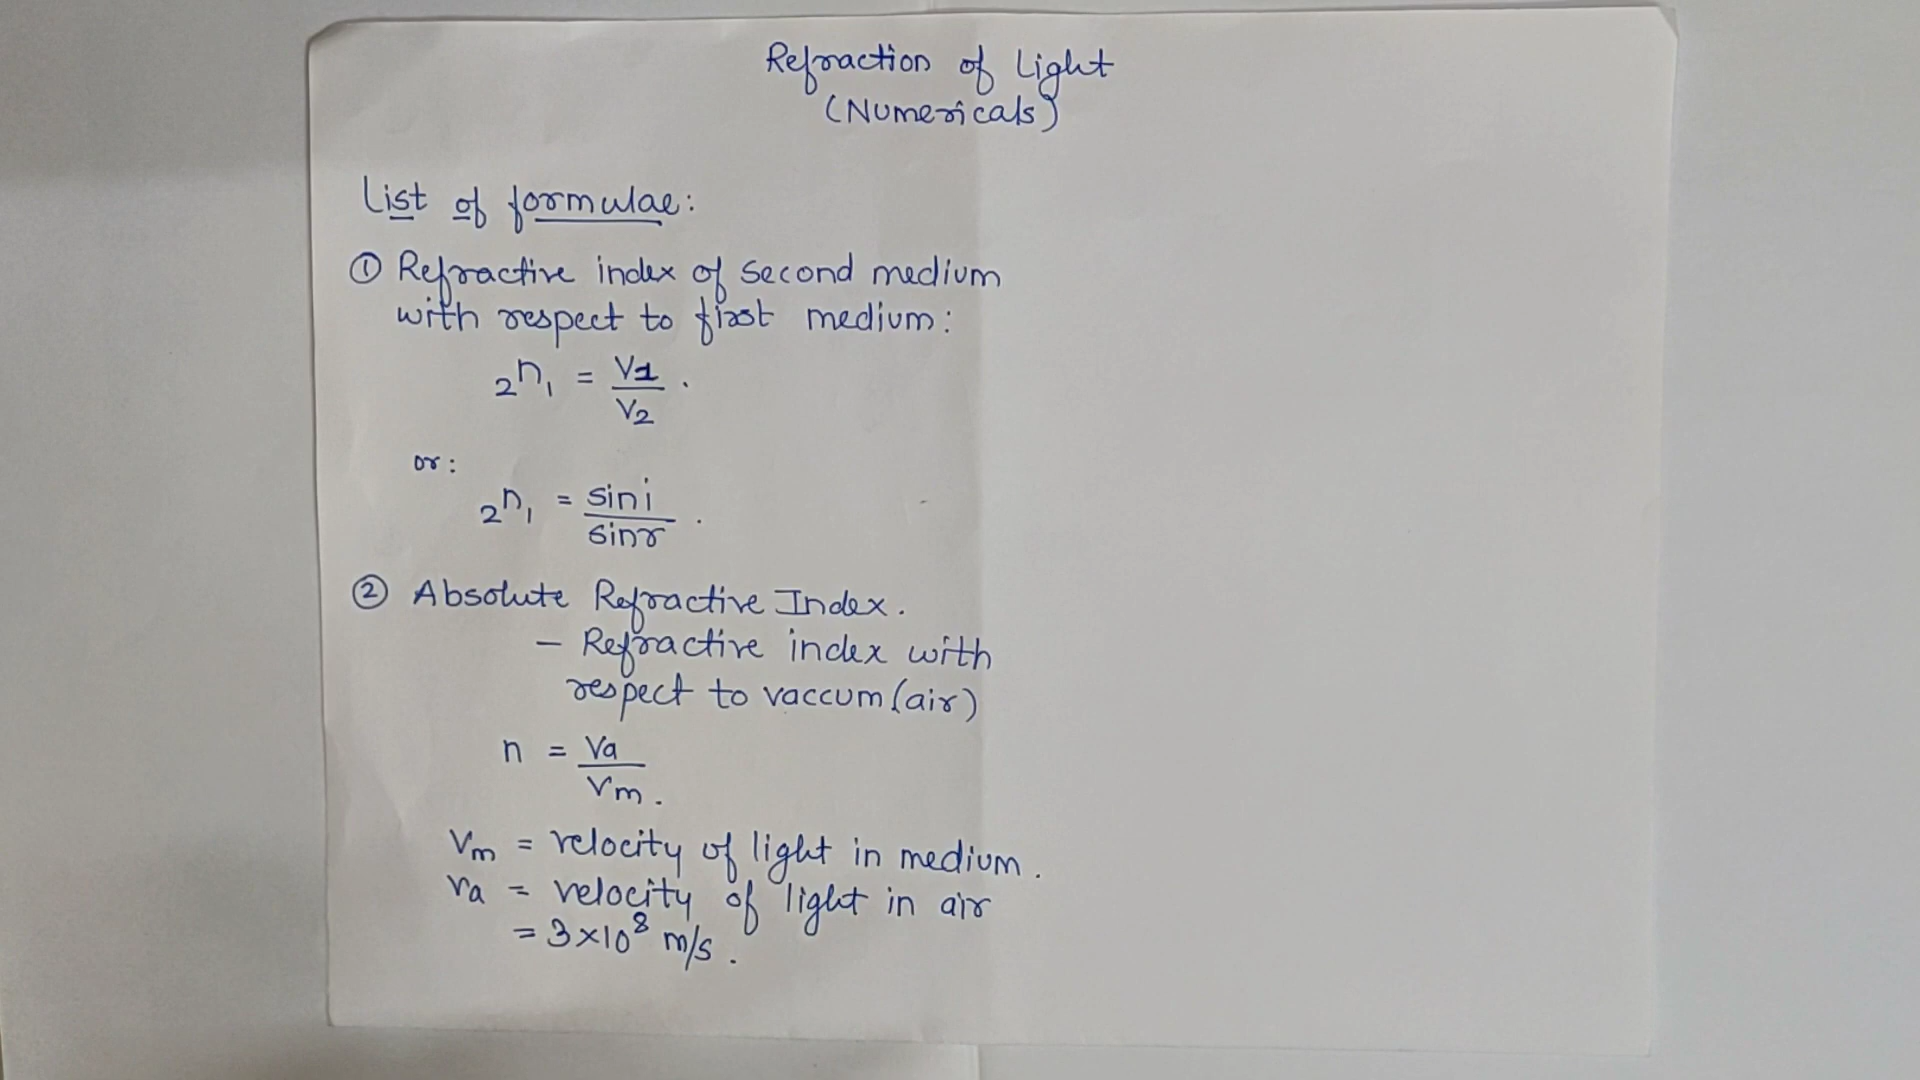 Refraction of Light
(Numericals)
List of formulae:
① Refractive index of second medium
with respect to first medium:
₂n₁ = v1/v2 .
or:
₂n₁ = sin i/sin r .
② Absolute Refractive Index.
– Refractive index with
respect to vaccum (air)
n = va/vm.
Vm = velocity of light in medium.
va = velocity of light in air
= 3×10⁸ m/s.